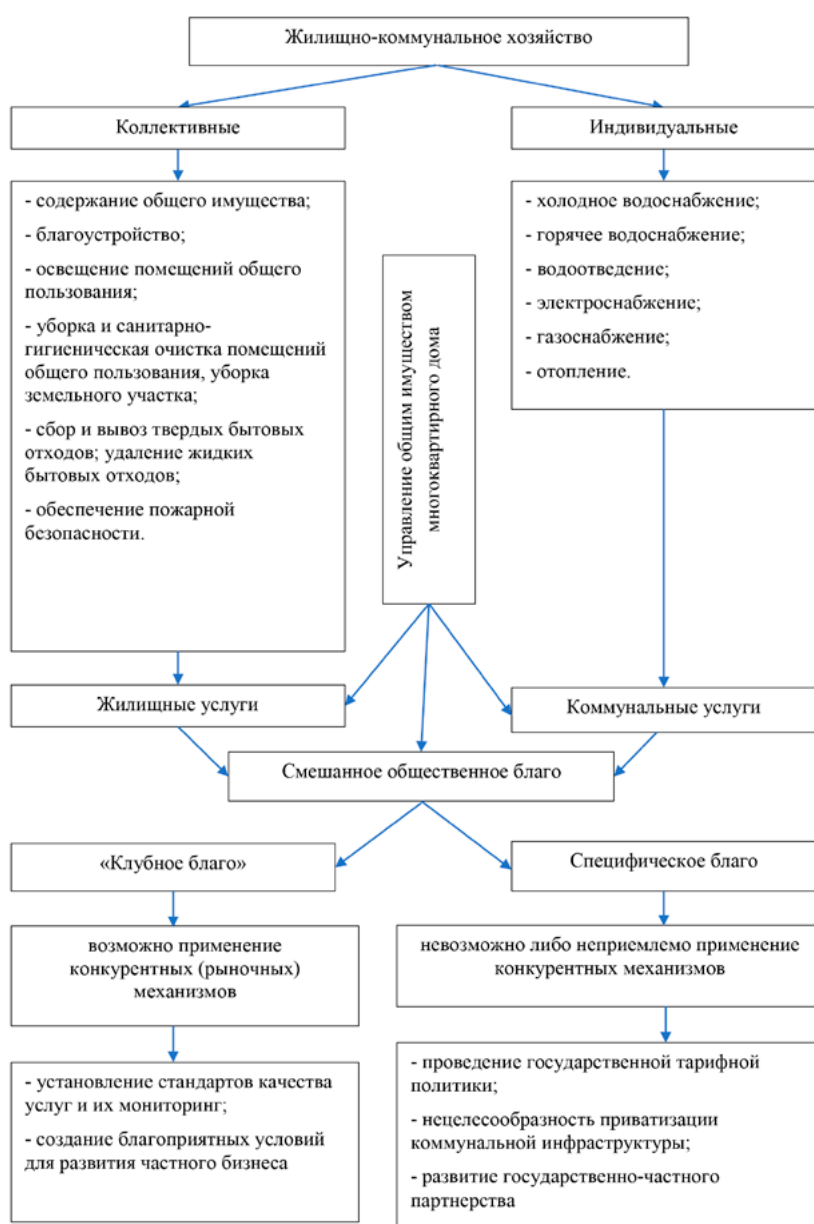 Жилищно-коммунальное хозяйство
Коллективные
Индивидуальные
- содержание общего имущества;
- благоустройство;
- освещение помещений общего
пользования;
- уборка и санитарно-
гигиеническая очистка помещений
общего пользования, уборка
земельного участка;
- сбор и вывоз твердых бытовых
отходов; удаление жидких
бытовых отходов;
- обеспечение пожарной
безопасности.
Управление общим имуществом
многоквартирного дома
- холодное водоснабжение;
- горячее водоснабжение;
- водоотведение;
- электроснабжение;
- газоснабжение;
- отопление.
Жилищные услуги
Коммунальные услуги
Смешанное общественное благо
«Клубное благо»
Специфическое благо
возможно применение
конкурентных (рыночных)
механизмов
невозможно либо неприемлемо применение
конкурентных механизмов
- установление стандартов качества
услуг и их мониторинг;
- создание благоприятных условий
для развития частного бизнеса
- проведение государственной тарифной
политики;
- нецелесообразность приватизации
коммунальной инфраструктуры;
- развитие государственно-частного
партнерства